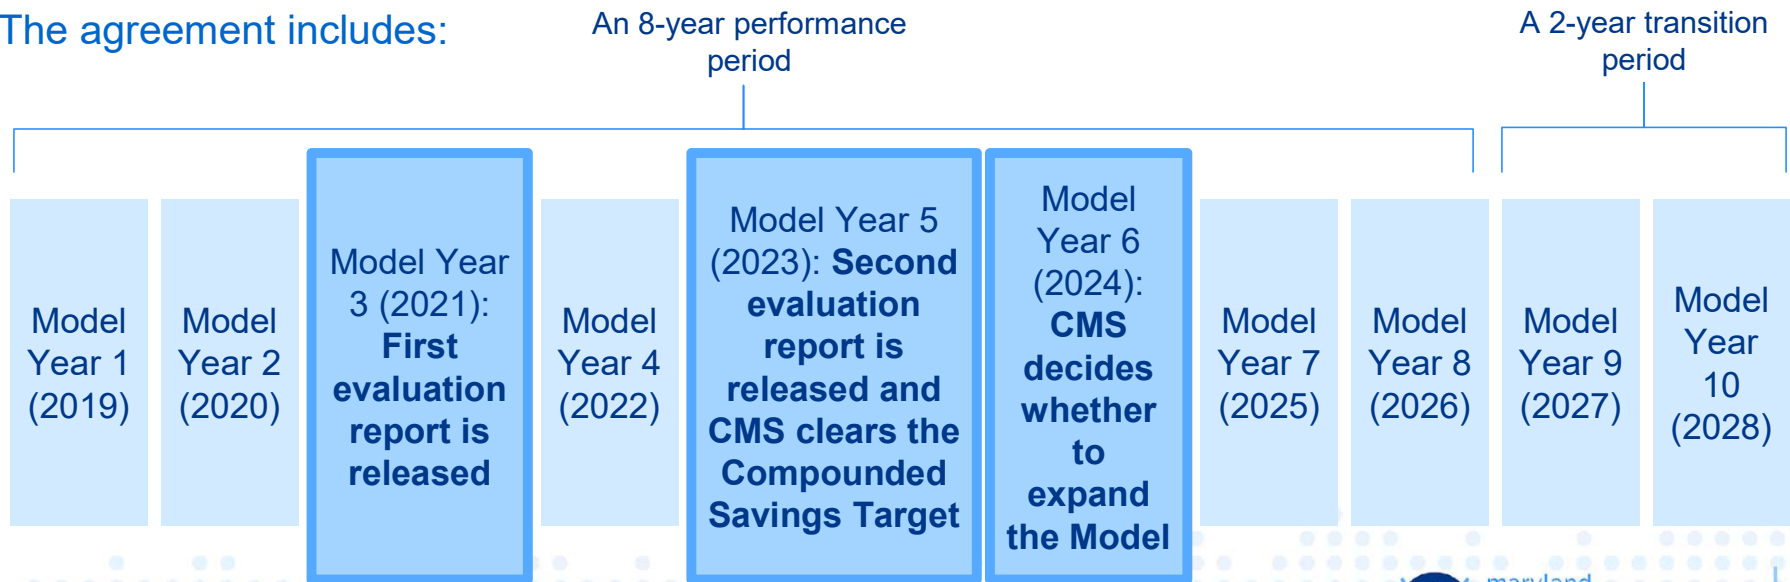 The agreement includes:
An 8-year performance
period
A 2-year transition
period
Model
Year 1
(2019)
Model
Year 2
(2020)
Model Year
3 (2021):
First
evaluation
report is
released
Model
Year 4
(2022)
Model Year 5
(2023): Second
evaluation
report is
released and
CMS clears the
Compounded
Savings Target
Model
Year 6
(2024):
CMS
decides
whether
to
expand
the Model
Model
Year 7
(2025)
Model
Year 8
(2026)
Model
Year 9
(2027)
Model
Year
10
(2028)
maryland